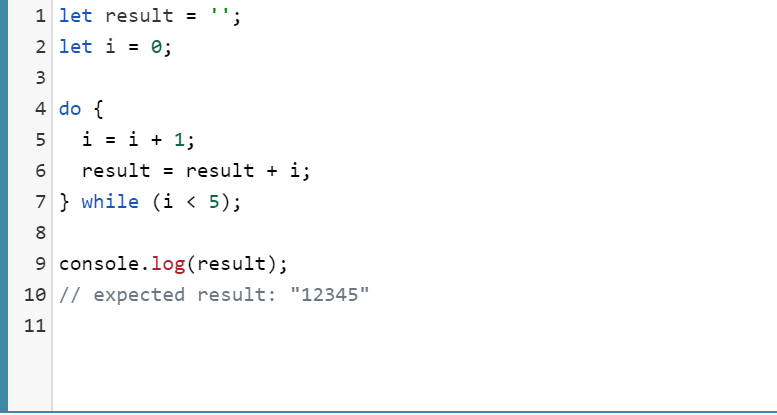 1 let result = '';
2 let i = 0;
3
4 do {
5   i = i + 1;
6   result = result + i;
7 } while (i < 5);
8
9 console.log(result);
10 // expected result: "12345"
11